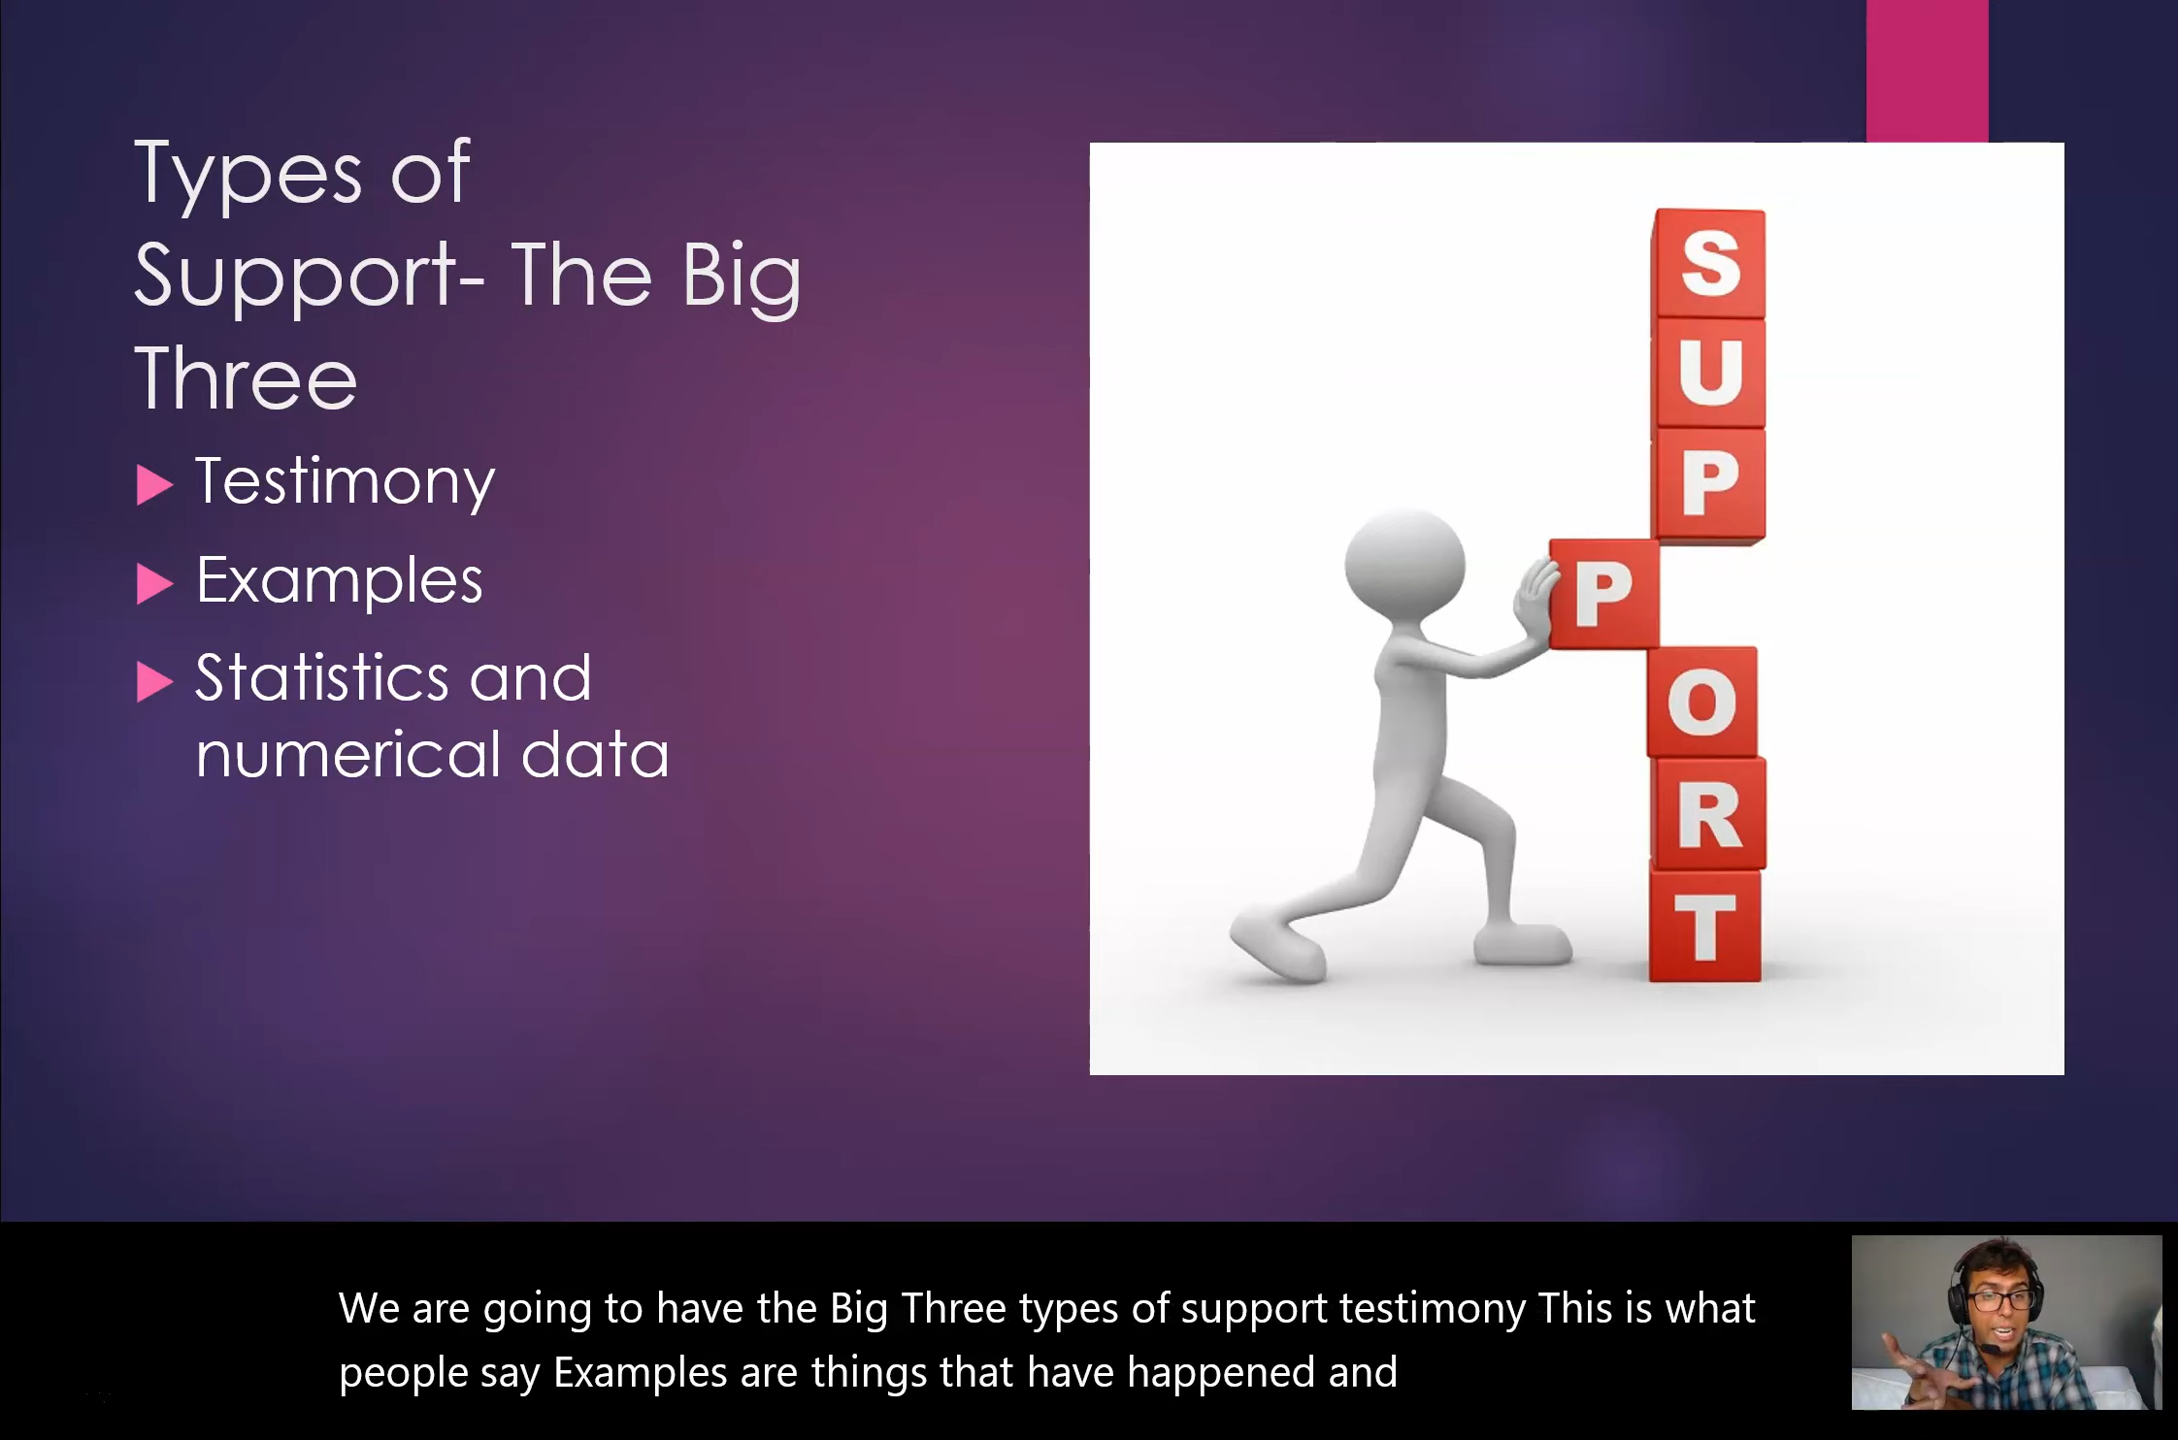 Types of
Support- The Big
Three
Testimony
Examples
Statistics and
numerical data
S
U
P
P
O
R
T
We are going to have the Big Three types of support testimony This is what
people say Examples are things that have happened and